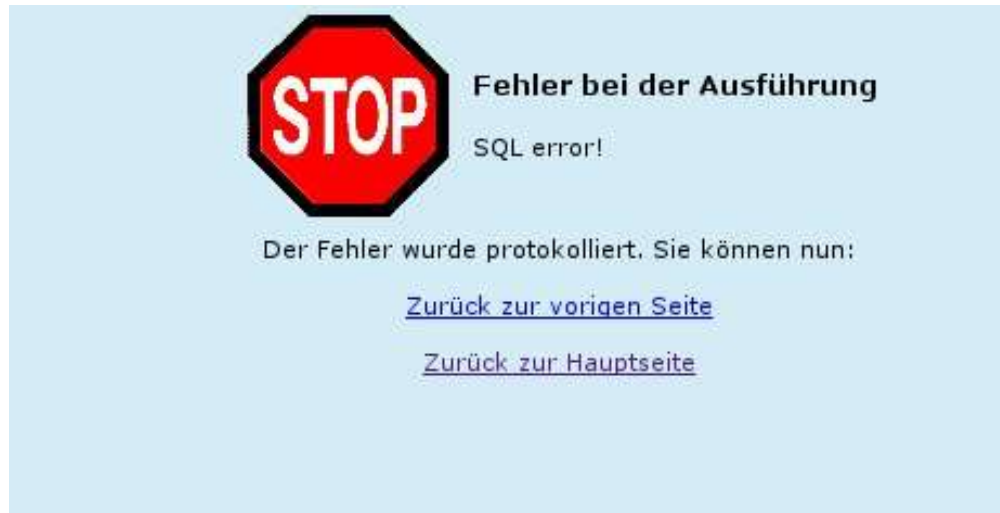 STOP
Fehler bei der Ausführung
SQL error!
Der Fehler wurde protokolliert. Sie können nun:
Zurück zur vorigen Seite
Zurück zur Hauptseite